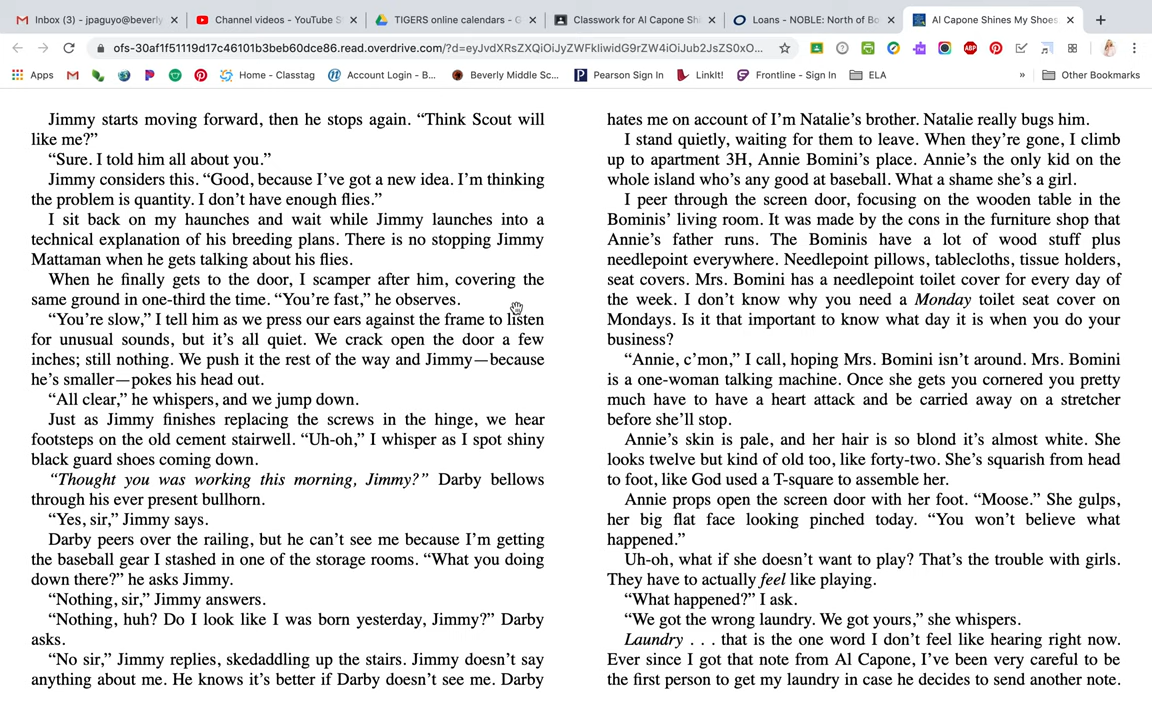 Inbox (3) - jpaguyo@beverly
Channel videos - YouTube S
TIGERS online calendars - G
Classwork for Al Capone Sh
Loans - NOBLE: North of Bo
Al Capone Shines My Shoes
ofs-30af1f51119d17c46101b3beb60dce86.read.overdrive.com/?d=eyJvdXRsZXQiOiJyZWFkIiwidG9rZW4iOiJub2JsZS0xO...
Apps
Home - Classtag
Account Login - B...
Beverly Middle Sc...
Pearson Sign In
LinkIt!
Frontline - Sign In
ELA
»
Other Bookmarks
Jimmy starts moving forward, then he stops again. “Think Scout will
like me?”
“Sure. I told him all about you.”
Jimmy considers this. “Good, because I’ve got a new idea. I’m thinking
the problem is quantity. I don’t have enough flies.”
I sit back on my haunches and wait while Jimmy launches into a
technical explanation of his breeding plans. There is no stopping Jimmy
Mattaman when he gets talking about his flies.
When he finally gets to the door, I scamper after him, covering the
same ground in one-third the time. “You’re fast,” he observes.
“You’re slow,” I tell him as we press our ears against the frame to listen
for unusual sounds, but it’s all quiet. We crack open the door a few
inches; still nothing. We push it the rest of the way and Jimmy—because
he’s smaller—pokes his head out.
“All clear,” he whispers, and we jump down.
Just as Jimmy finishes replacing the screws in the hinge, we hear
footsteps on the old cement stairwell. “Uh-oh,” I whisper as I spot shiny
black guard shoes coming down.
“Thought you was working this morning, Jimmy?” Darby bellows
through his ever present bullhorn.
“Yes, sir,” Jimmy says.
Darby peers over the railing, but he can’t see me because I’m getting
the baseball gear I stashed in one of the storage rooms. “What you doing
down there?” he asks Jimmy.
“Nothing, sir,” Jimmy answers.
“Nothing, huh? Do I look like I was born yesterday, Jimmy?” Darby
asks.
“No sir,” Jimmy replies, skedaddling up the stairs. Jimmy doesn’t say
anything about me. He knows it’s better if Darby doesn’t see me. Darby
hates me on account of I’m Natalie’s brother. Natalie really bugs him.
I stand quietly, waiting for them to leave. When they’re gone, I climb
up to apartment 3H, Annie Bomini’s place. Annie’s the only kid on the
whole island who’s any good at baseball. What a shame she’s a girl.
I peer through the screen door, focusing on the wooden table in the
Bominis’ living room. It was made by the cons in the furniture shop that
Annie’s father runs. The Bominis have a lot of wood stuff plus
needlepoint everywhere. Needlepoint pillows, tablecloths, tissue holders,
seat covers. Mrs. Bomini has a needlepoint toilet cover for every day of
the week. I don’t know why you need a Monday toilet seat cover on
Mondays. Is it that important to know what day it is when you do your
business?
“Annie, c’mon,” I call, hoping Mrs. Bomini isn’t around. Mrs. Bomini
is a one-woman talking machine. Once she gets you cornered you pretty
much have to have a heart attack and be carried away on a stretcher
before she’ll stop.
Annie’s skin is pale, and her hair is so blond it’s almost white. She
looks twelve but kind of old too, like forty-two. She’s squarish from head
to foot, like God used a T-square to assemble her.
Annie props open the screen door with her foot. “Moose.” She gulps,
her big flat face looking pinched today. “You won’t believe what
happened.”
Uh-oh, what if she doesn’t want to play? That’s the trouble with girls.
They have to actually feel like playing.
“What happened?” I ask.
“We got the wrong laundry. We got yours,” she whispers.
Laundry . . . that is the one word I don’t feel like hearing right now.
Ever since I got that note from Al Capone, I’ve been very careful to be
the first person to get my laundry in case he decides to send another note.